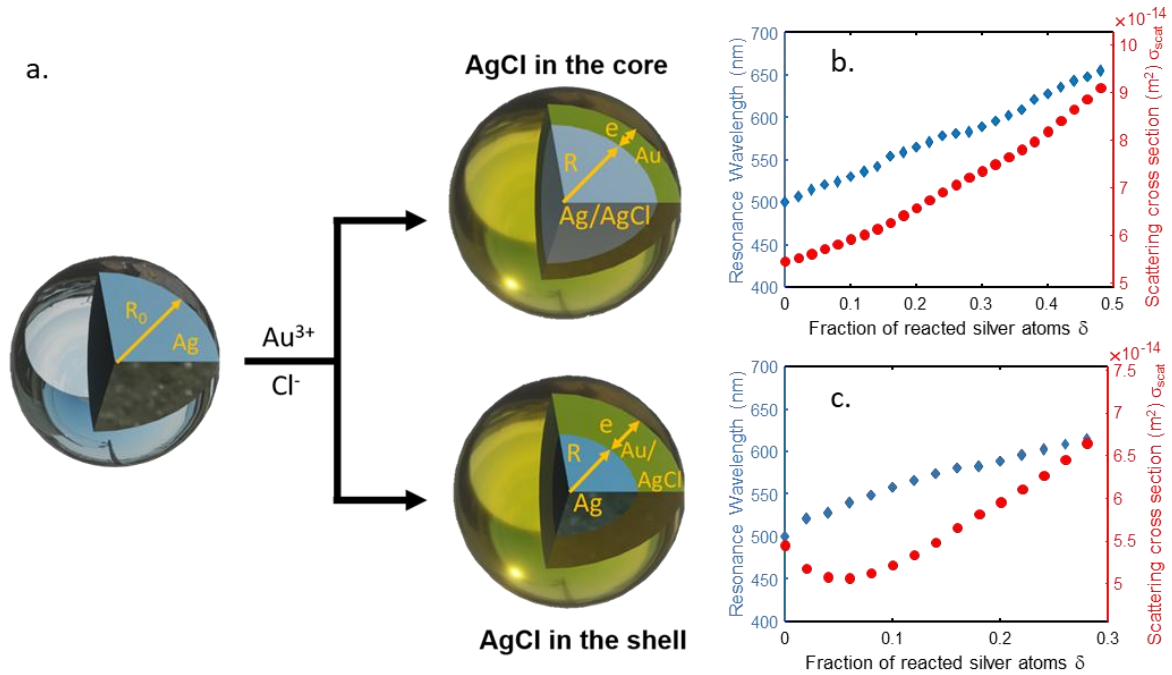 a.
R₀
Ag
Au³⁺
Cl⁻
AgCl in the core
e
Au
R
Ag/AgCl
e
R
Au/
AgCl
Ag
AgCl in the shell
b.
×10⁻¹⁴
Resonance Wavelength (nm)
700
650
600
550
500
450
400
Scattering cross section (m²) σscat
10
9
8
7
6
5
0 0.1 0.2 0.3 0.4 0.5
Fraction of reacted silver atoms δ
c.
×10⁻¹⁴
Resonance Wavelength (nm)
700
650
600
550
500
450
400
Scattering cross section (m²) σscat
7.5
7
6.5
6
5.5
5
0 0.1 0.2 0.3
Fraction of reacted silver atoms δ